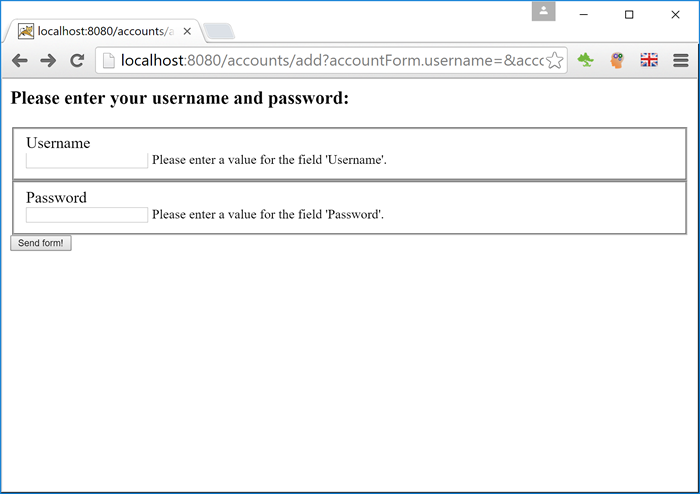 localhost:8080/accounts/a
localhost:8080/accounts/add?accountForm.username=&acco
Please enter your username and password:
Username
Please enter a value for the field 'Username'.
Password
Please enter a value for the field 'Password'.
Send form!